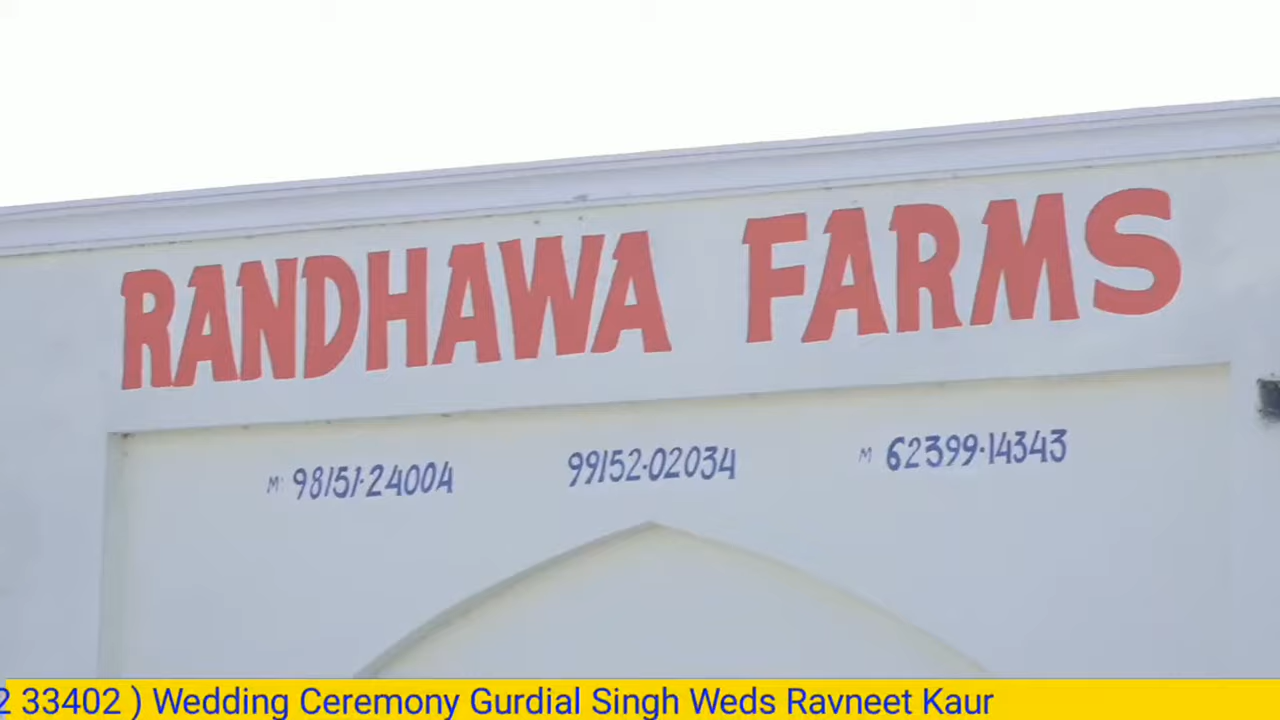 RANDHAWA FARMS
M: 98151-24004 99152-02034 M 62399-14343
2 33402 ) Wedding Ceremony Gurdial Singh Weds Ravneet Kaur